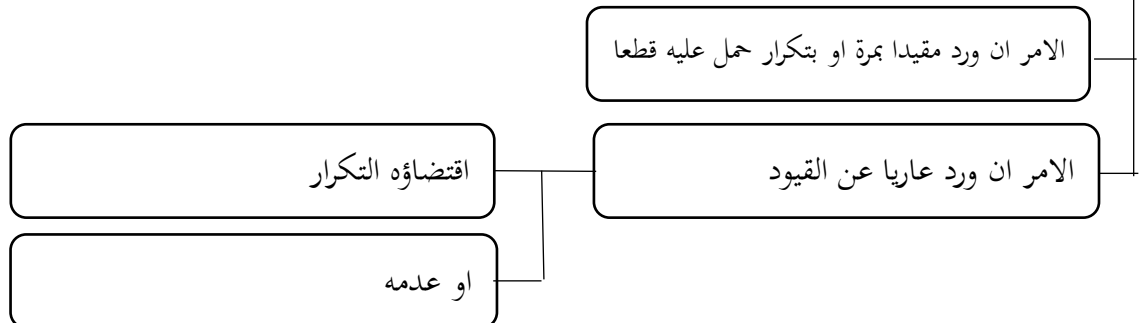 الامر ان ورد مقيدا بمرة او بتكرار حمل عليه قطعا
الامر ان ورد عاريا عن القيود
اقتضاؤه التكرار
او عدمه